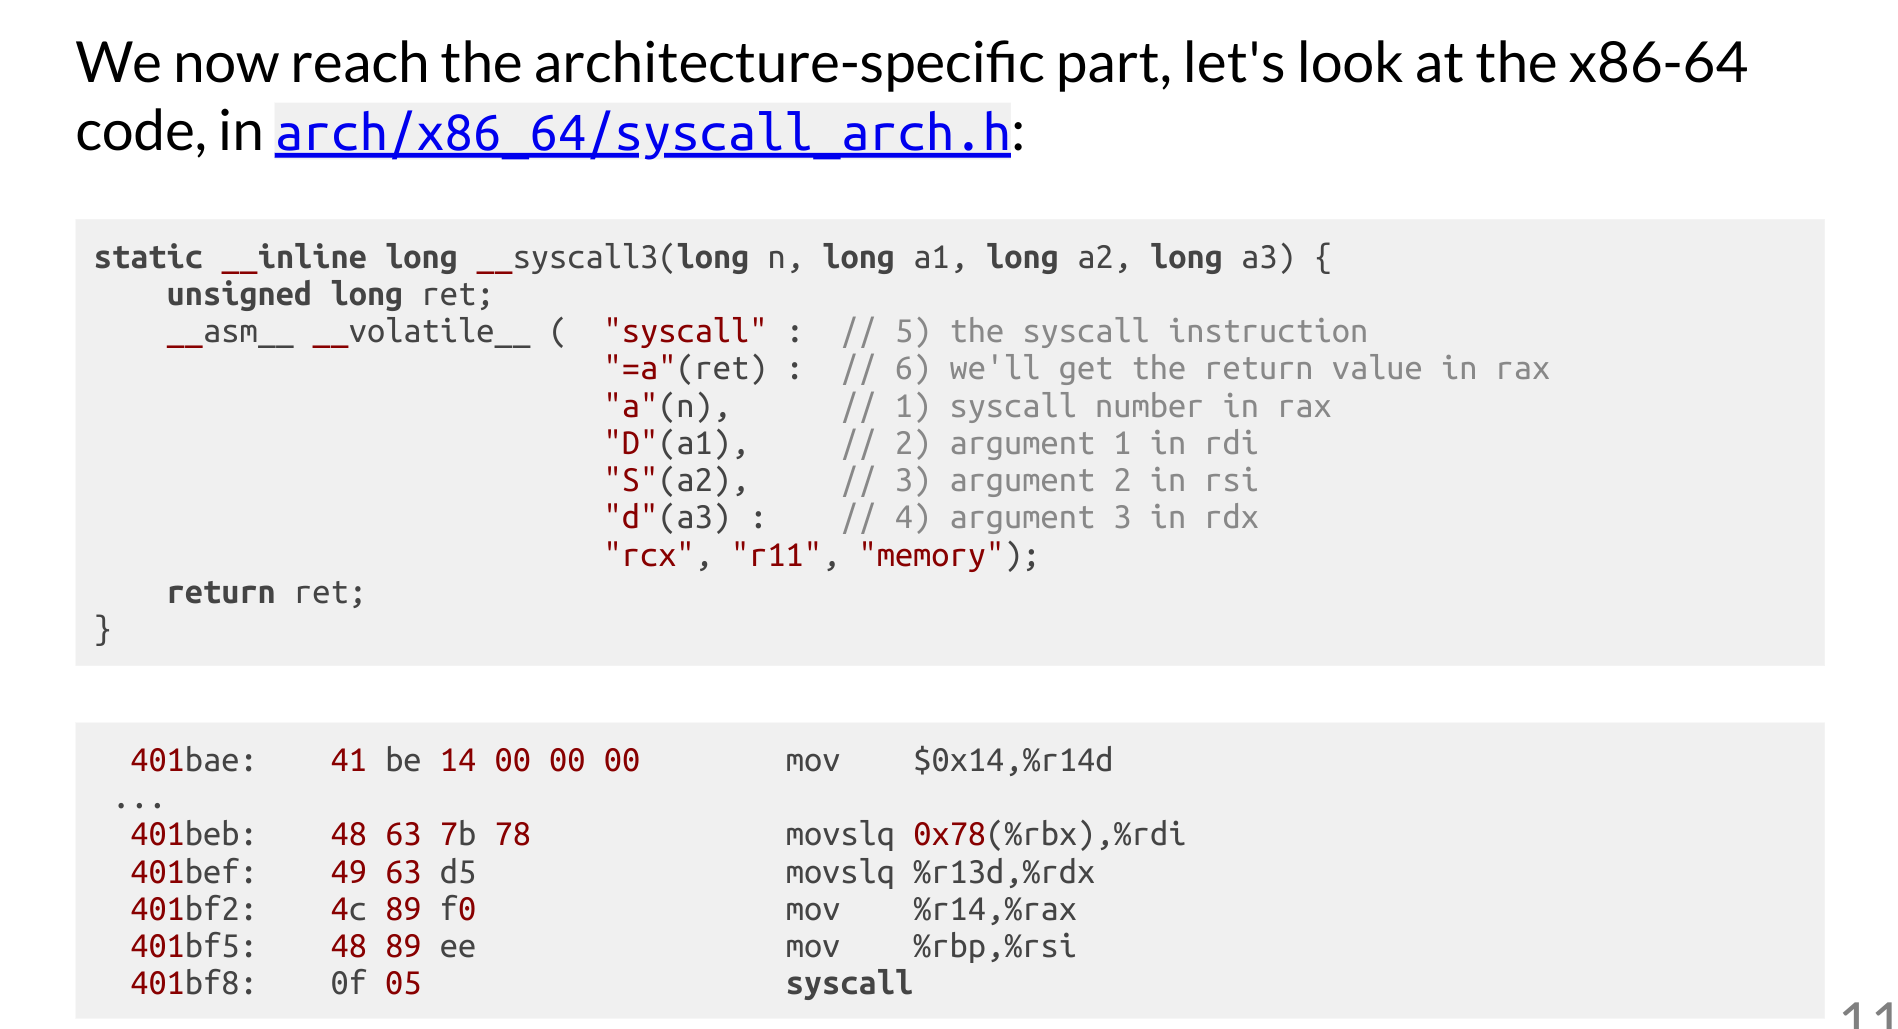 We now reach the architecture-specific part, let's look at the x86-64
code, in arch/x86_64/syscall_arch.h:
static __inline long __syscall3(long n, long a1, long a2, long a3) {
    unsigned long ret;
    __asm__ __volatile__ (  "syscall" :  // 5) the syscall instruction
                            "=a"(ret) :  // 6) we'll get the return value in rax
                            "a"(n),      // 1) syscall number in rax
                            "D"(a1),     // 2) argument 1 in rdi
                            "S"(a2),     // 3) argument 2 in rsi
                            "d"(a3) :    // 4) argument 3 in rdx
                            "rcx", "r11", "memory");
    return ret;
}
  401bae:    41 be 14 00 00 00        mov    $0x14,%r14d
 ...
  401beb:    48 63 7b 78              movslq 0x78(%rbx),%rdi
  401bef:    49 63 d5                 movslq %r13d,%rdx
  401bf2:    4c 89 f0                 mov    %r14,%rax
  401bf5:    48 89 ee                 mov    %rbp,%rsi
  401bf8:    0f 05                    syscall
11